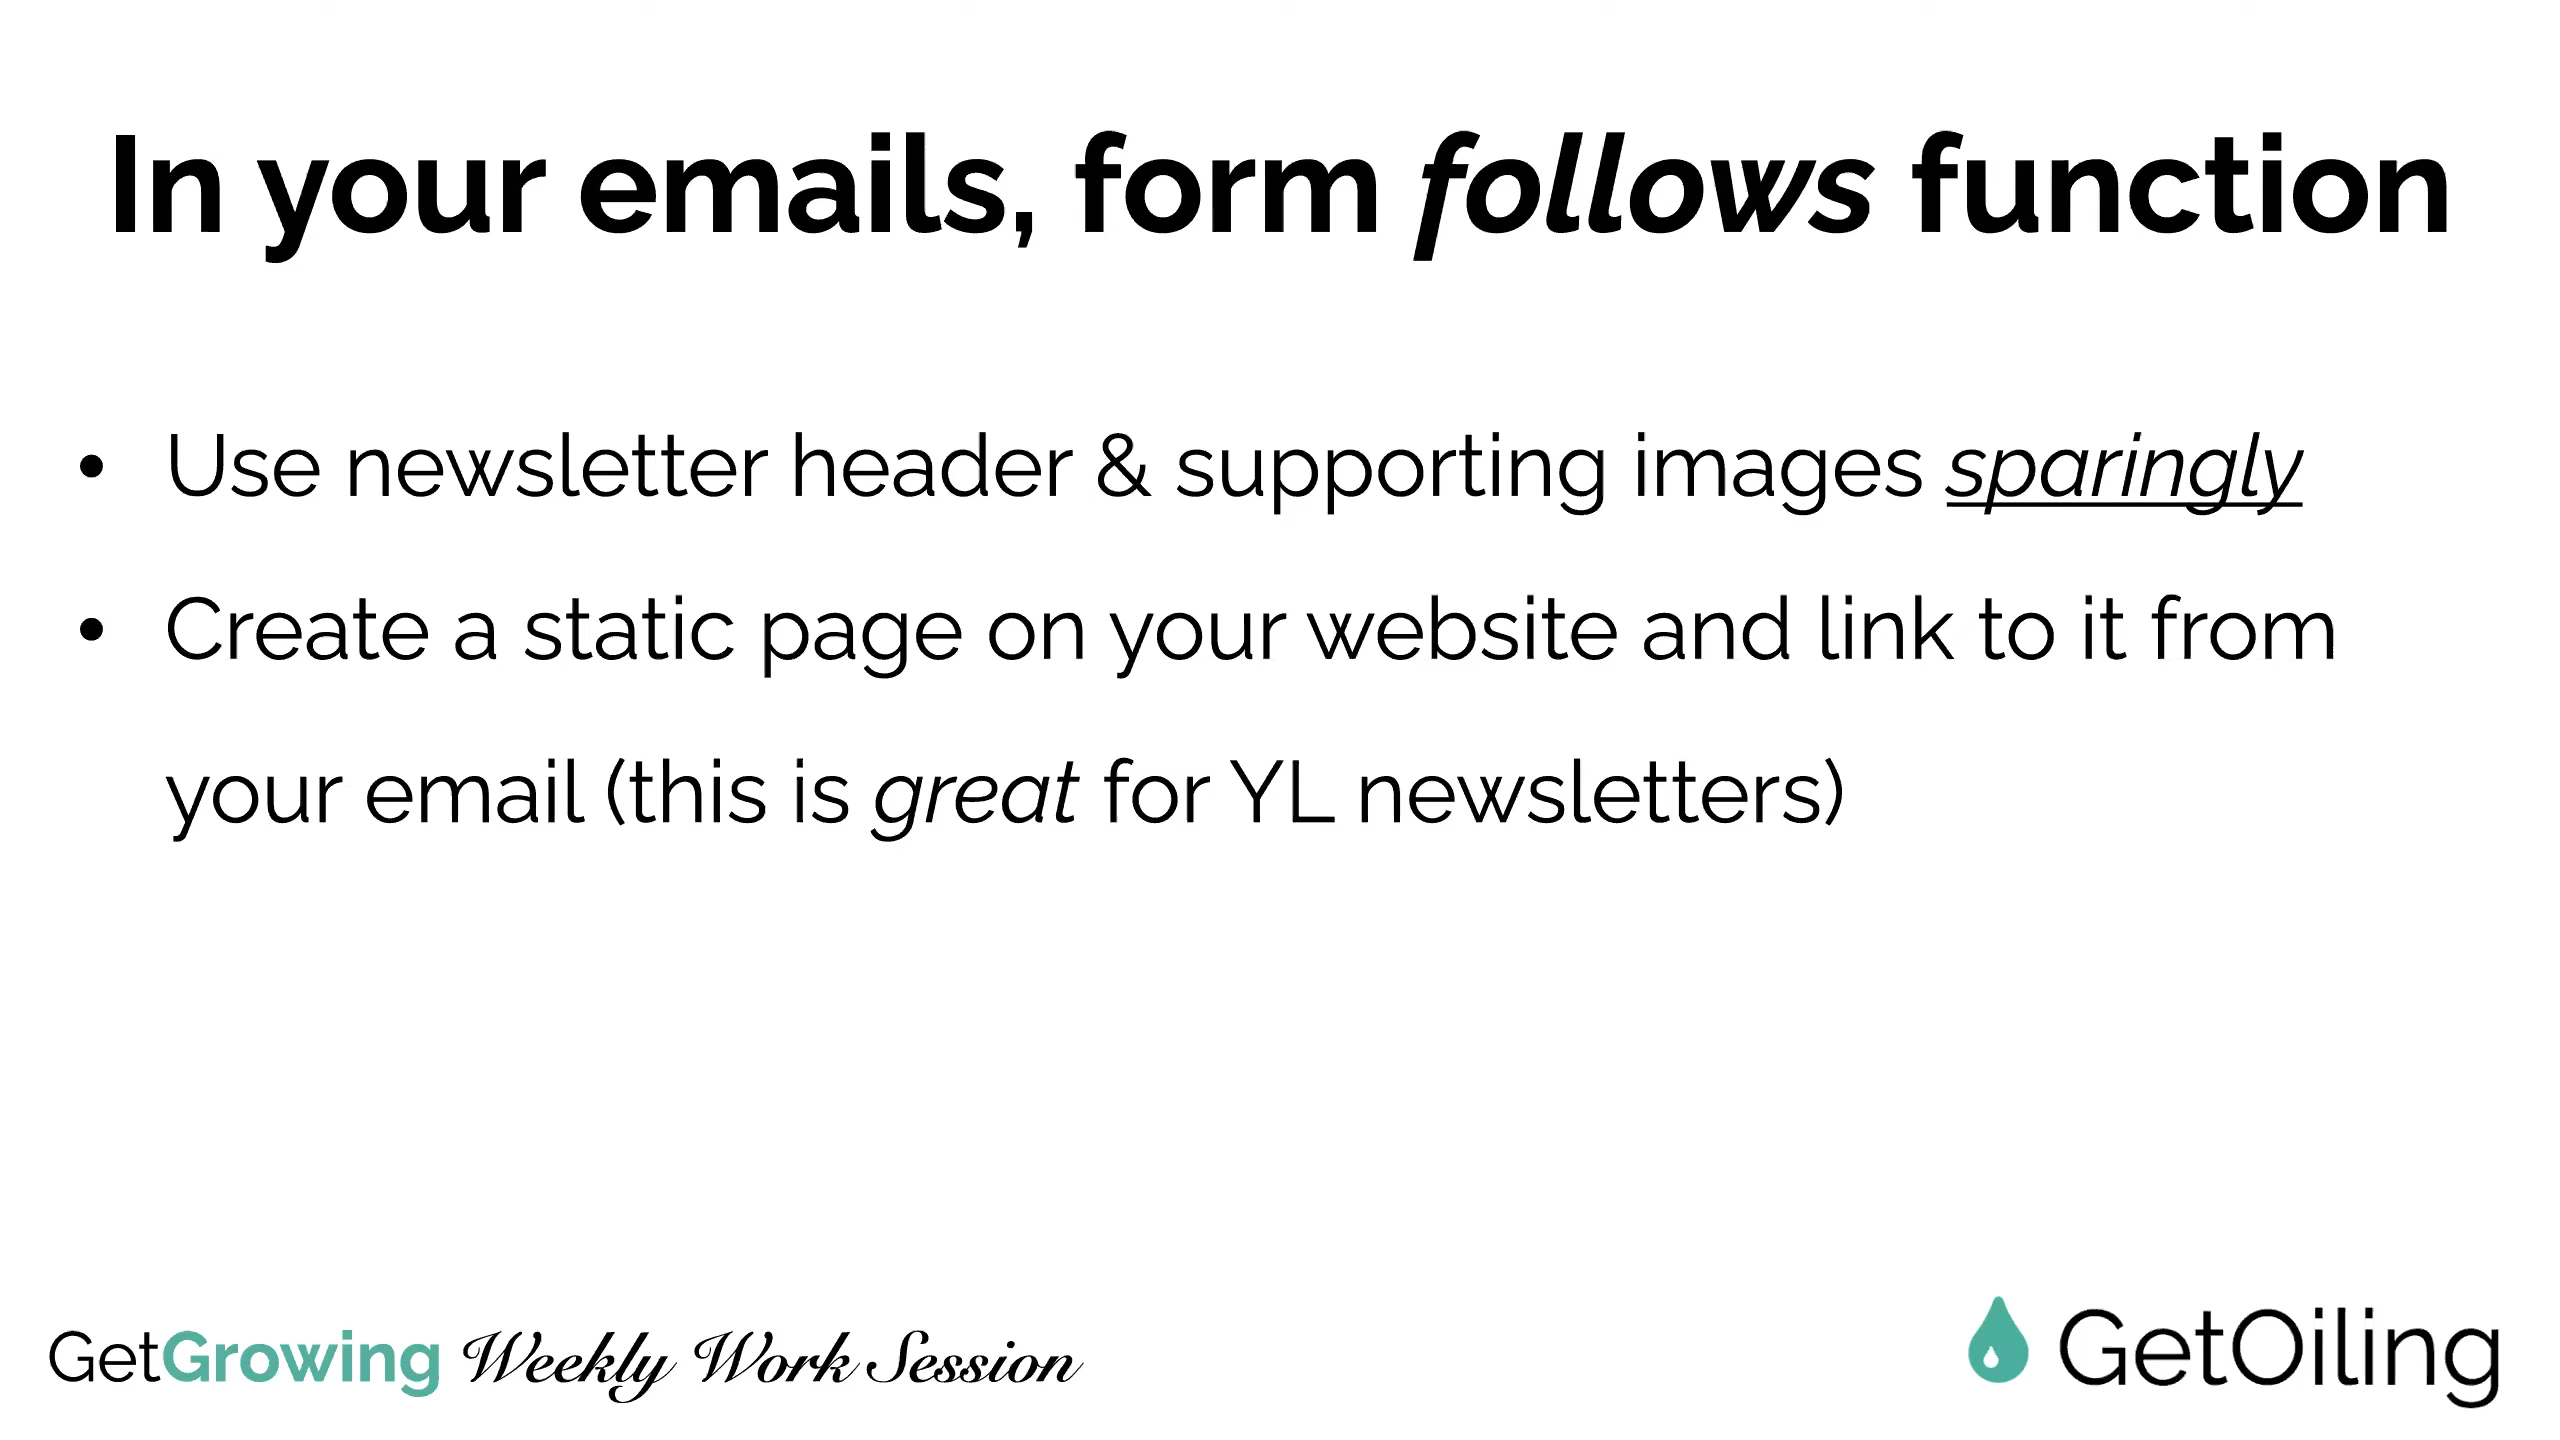 In your emails, form follows function
• Use newsletter header & supporting images sparingly
• Create a static page on your website and link to it from
your email (this is great for YL newsletters)
GetGrowing Weekly Work Session
GetOiling